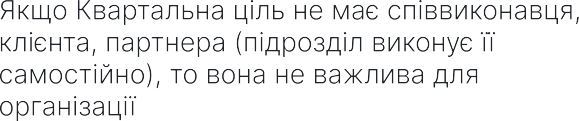 Якщо Квартальна ціль не має співвиконавця,
клієнта, партнера (підрозділ виконує її
самостійно), то вона не важлива для
організації